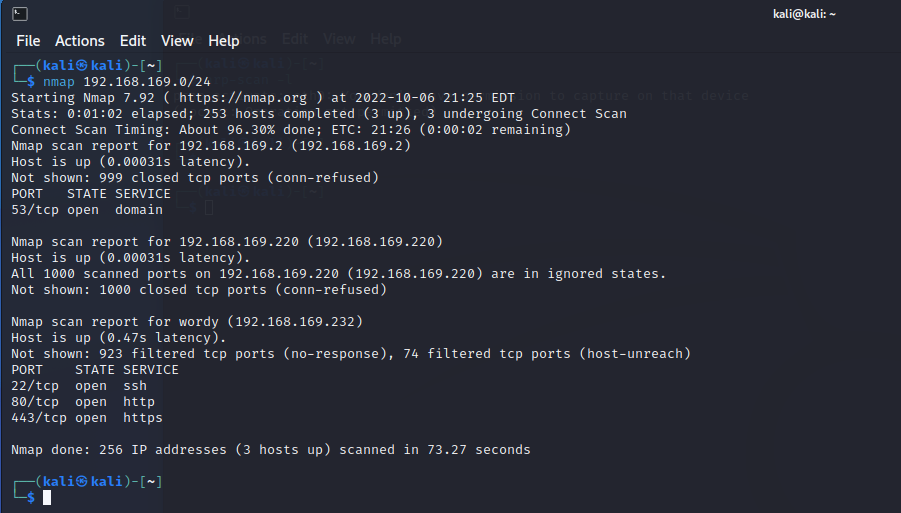 kali@kali: ~
File Actions Edit View Help
┌──(kali㉿kali)-[~]
└─$ nmap 192.168.169.0/24
Starting Nmap 7.92 ( https://nmap.org ) at 2022-10-06 21:25 EDT
Stats: 0:01:02 elapsed; 253 hosts completed (3 up), 3 undergoing Connect Scan
Connect Scan Timing: About 96.30% done; ETC: 21:26 (0:00:02 remaining)
Nmap scan report for 192.168.169.2 (192.168.169.2)
Host is up (0.00031s latency).
Not shown: 999 closed tcp ports (conn-refused)
PORT   STATE SERVICE
53/tcp open  domain

Nmap scan report for 192.168.169.220 (192.168.169.220)
Host is up (0.00031s latency).
All 1000 scanned ports on 192.168.169.220 (192.168.169.220) are in ignored states.
Not shown: 1000 closed tcp ports (conn-refused)

Nmap scan report for wordy (192.168.169.232)
Host is up (0.47s latency).
Not shown: 923 filtered tcp ports (no-response), 74 filtered tcp ports (host-unreach)
PORT    STATE SERVICE
22/tcp  open  ssh
80/tcp  open  http
443/tcp open  https

Nmap done: 256 IP addresses (3 hosts up) scanned in 73.27 seconds

┌──(kali㉿kali)-[~]
└─$